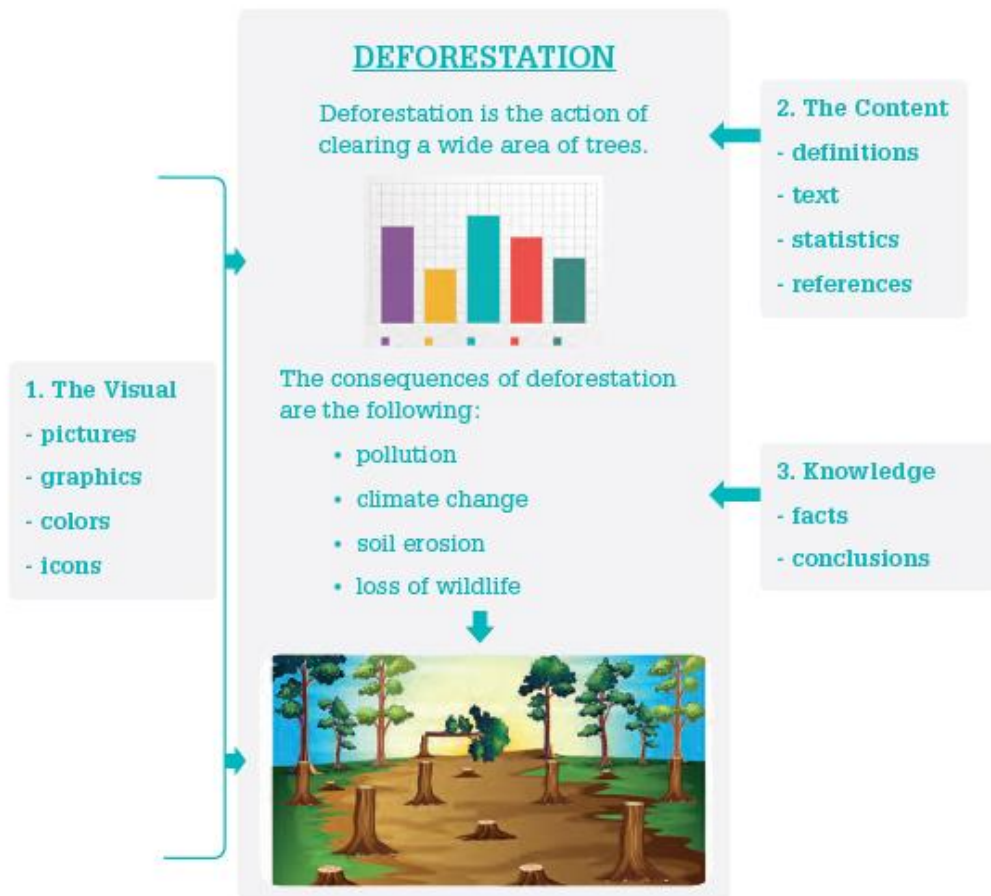 DEFORESTATION
Deforestation is the action of
clearing a wide area of trees.
2. The Content
- definitions
- text
- statistics
- references
1. The Visual
- pictures
- graphics
- colors
- icons
The consequences of deforestation
are the following:
• pollution
• climate change
• soil erosion
• loss of wildlife
3. Knowledge
- facts
- conclusions